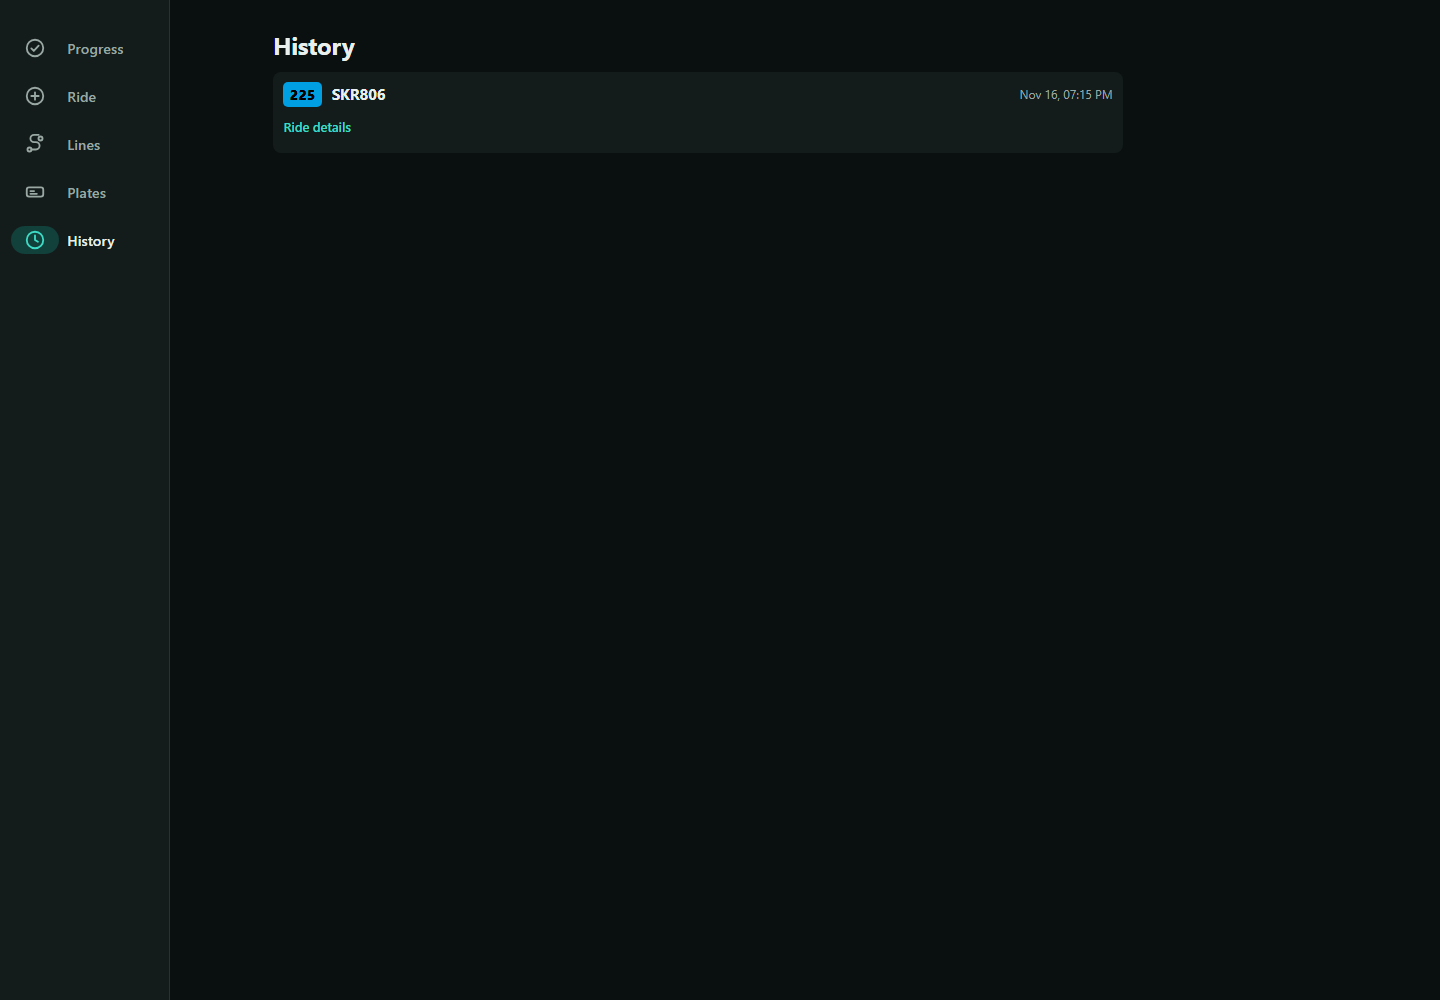 Progress
Ride
Lines
Plates
History
History
225 SKR806 Nov 16, 07:15 PM
Ride details